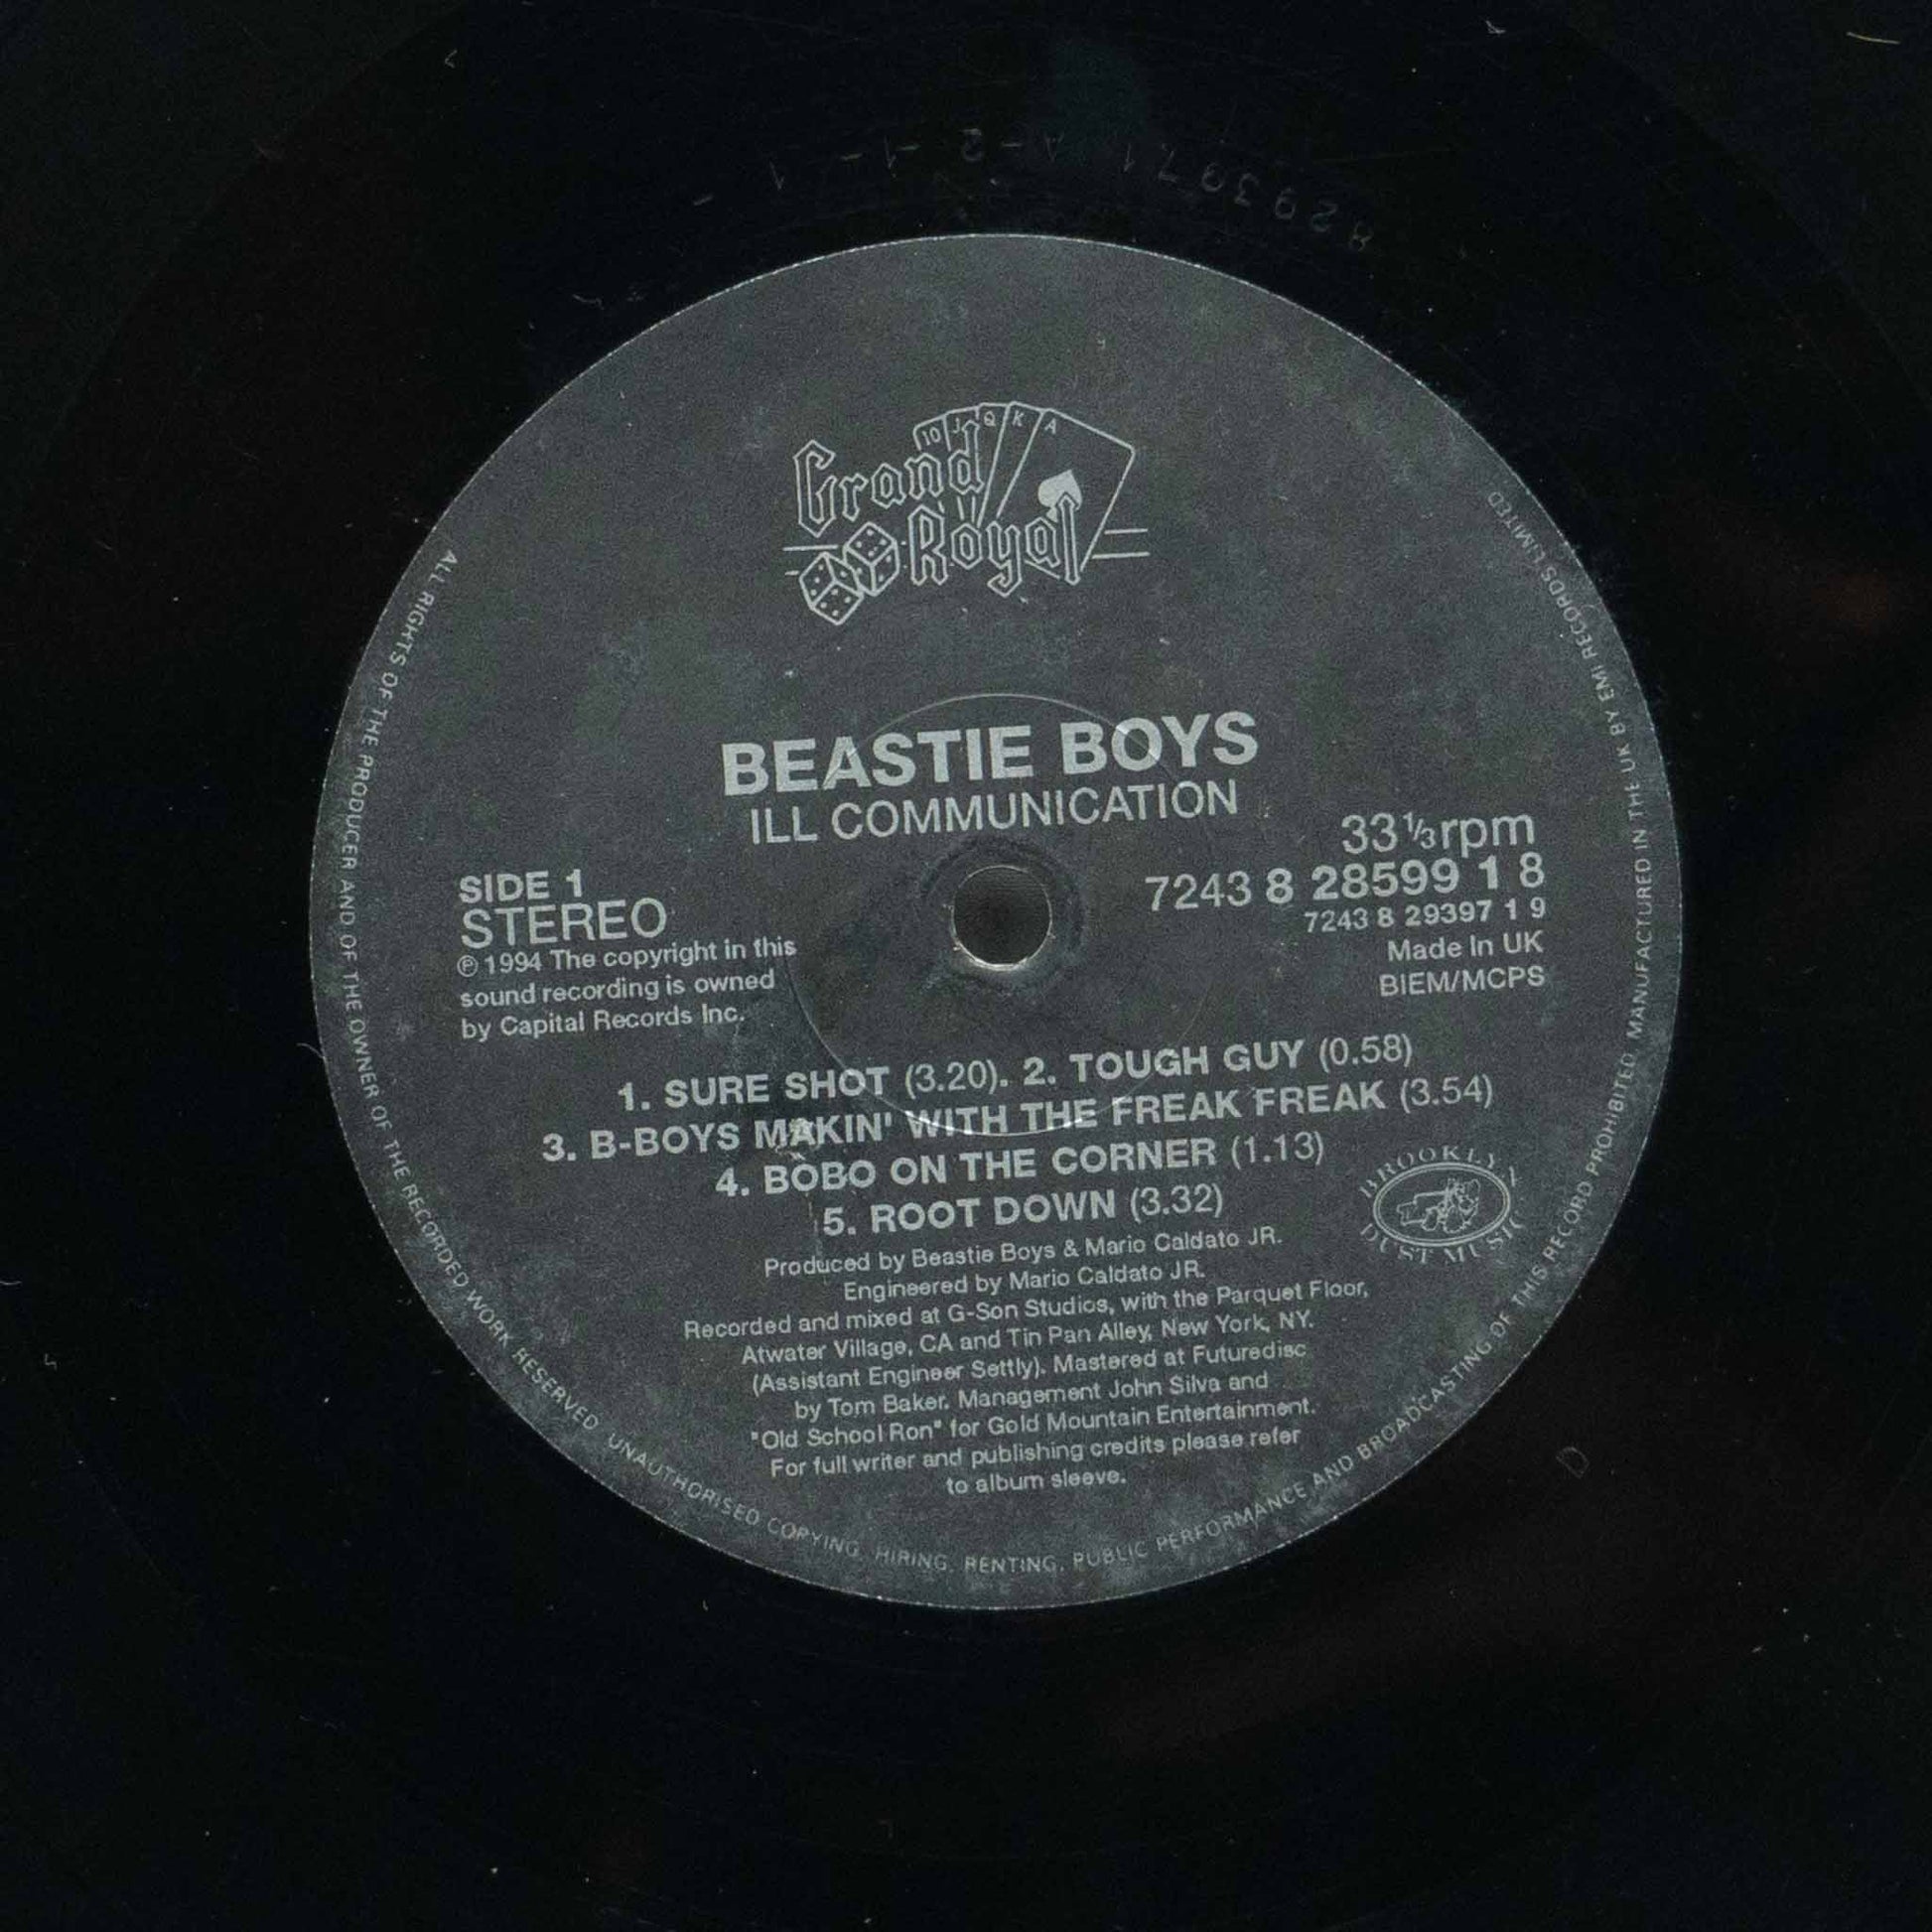 8293971 A-2 -1- 1 -
10 J Q K A
Grand
Royal
BEASTIE BOYS
ILL COMMUNICATION
SIDE 1
STEREO
℗ 1994 The copyright in this
sound recording is owned
by Capital Records Inc.
33⅓rpm
7243 8 28599 1 8
7243 8 29397 1 9
Made In UK
BIEM/MCPS
1. SURE SHOT (3.20). 2. TOUGH GUY (0.58)
3. B-BOYS MAKIN' WITH THE FREAK FREAK (3.54)
4. BOBO ON THE CORNER (1.13)
5. ROOT DOWN (3.32)
BROOKLYN
DUST MUSIC
Produced by Beastie Boys & Mario Caldato JR.
Engineered by Mario Caldato JR.
Recorded and mixed at G-Son Studios, with the Parquet Floor,
Atwater Village, CA and Tin Pan Alley, New York, NY.
(Assistant Engineer Settly). Mastered at Futuredisc
by Tom Baker. Management John Silva and
"Old School Ron" for Gold Mountain Entertainment.
For full writer and publishing credits please refer
to album sleeve.
ALL RIGHTS OF THE PRODUCER AND OF THE OWNER OF THE RECORDED WORK RESERVED UNAUTHORISED COPYING, HIRING, RENTING, PUBLIC PERFORMANCE AND BROADCASTING OF THIS RECORD PROHIBITED MANUFACTURED IN THE UK BY EMI RECORDS LIMITED
D